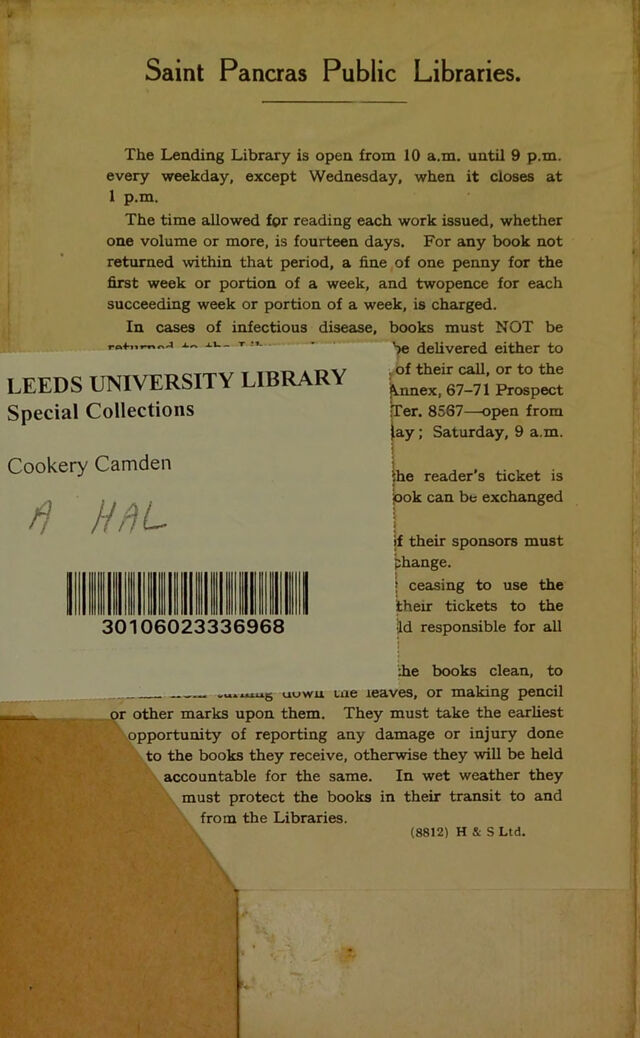 Saint Pancras Public Libraries.
The Lending Library is open from 10 a.m. until 9 p.m.
every weekday, except Wednesday, when it closes at
1 p.m.
The time allowed for reading each work issued, whether
one volume or more, is fourteen days. For any book not
returned within that period, a fine of one penny for the
first week or portion of a week, and twopence for each
succeeding week or portion of a week, is charged.
In cases of infectious disease, books must NOT be
be delivered either to
of their call, or to the
Annex, 67–71 Prospect
Ter. 8567—open from
ay; Saturday, 9 a.m.
the reader's ticket is
ook can be exchanged
if their sponsors must
change.
ceasing to use the
their tickets to the
ld responsible for all
the books clean, to
down the leaves, or making pencil
or other marks upon them. They must take the earliest
opportunity of reporting any damage or injury done
to the books they receive, otherwise they will be held
accountable for the same. In wet weather they
must protect the books in their transit to and
from the Libraries.
(8812) H & S Ltd.
LEEDS UNIVERSITY LIBRARY
Special Collections
Cookery Camden
A HAL
30106023336968